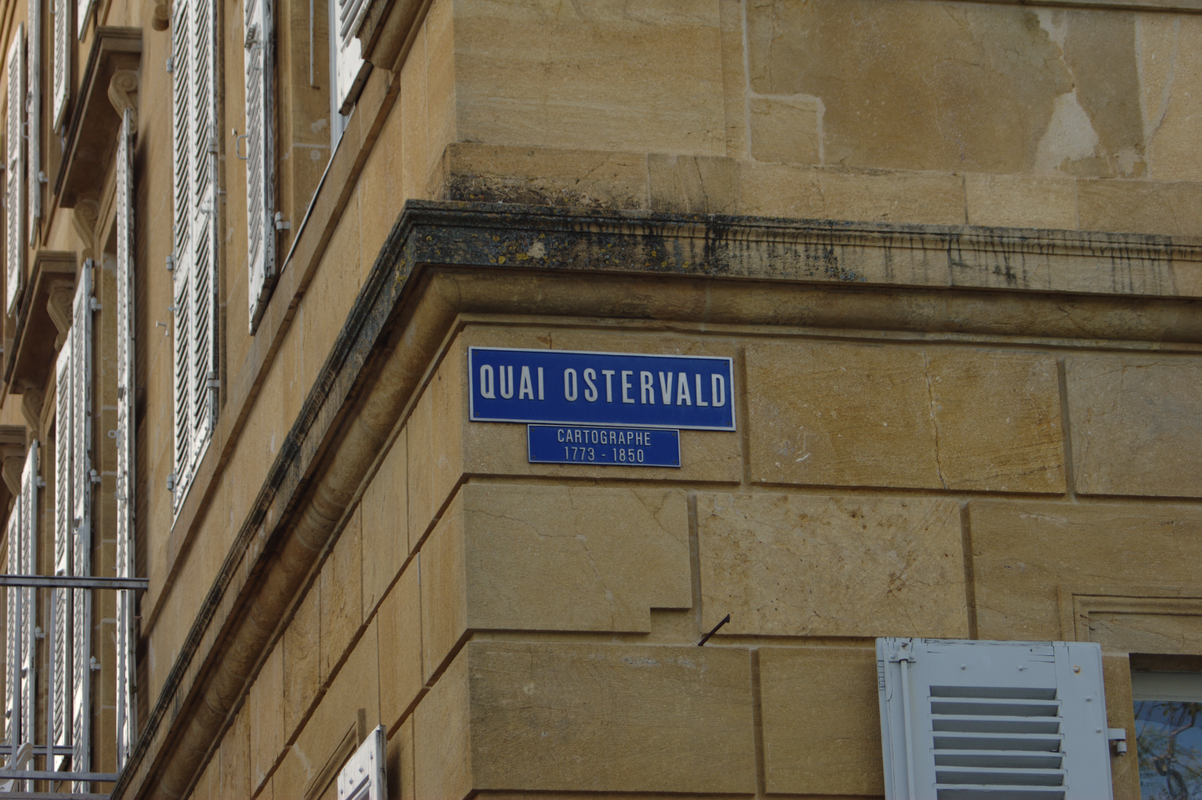 QUAI OSTERVALD
CARTOGRAPHE
1773 - 1850